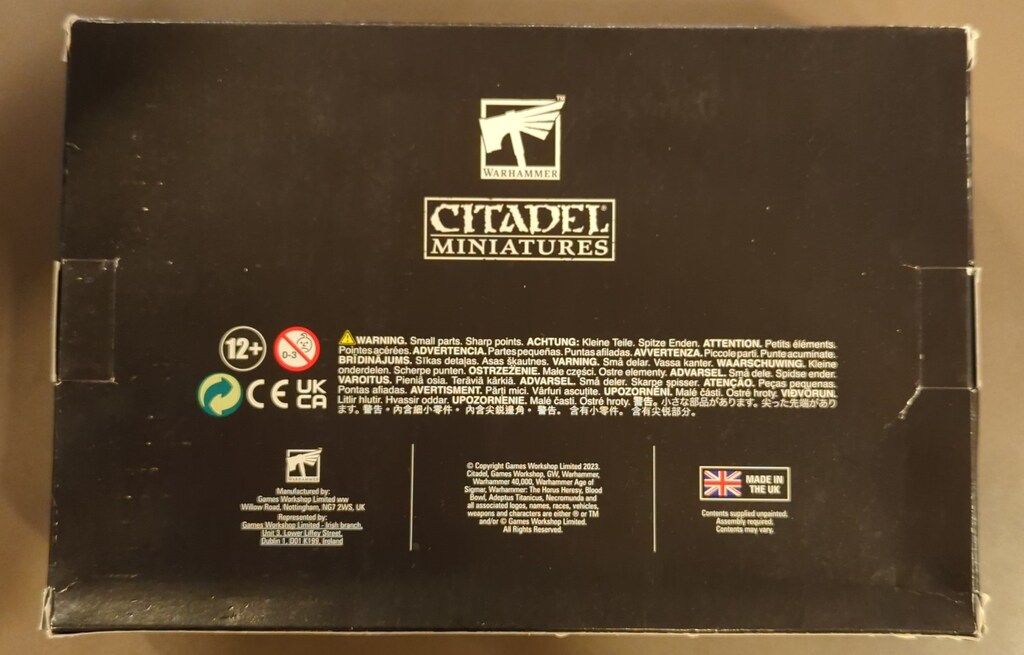 WARHAMMER
TM
CITADEL®
MINIATURES
12+
0-3
CE
UK
CA
WARNING. Small parts. Sharp points. ACHTUNG: Kleine Teile. Spitze Enden. ATTENTION. Petits éléments.
Pointes acérées. ADVERTENCIA. Partes pequeñas. Puntas afiladas. AVVERTENZA. Piccole parti. Punte acuminate.
BRĪDINĀJUMS. Sīkas detaļas. Asas šķautnes. VARNING. Små delar. Vassa kanter. WAARSCHUWING. Kleine
onderdelen. Scherpe punten. OSTRZEŻENIE. Małe części. Ostre elementy. ADVARSEL. Små dele. Spidse ender.
VAROITUS. Pieniä osia. Teräviä kärkiä. ADVARSEL. Små deler. Skarpe spisser. ATENÇÃO. Peças pequenas.
Pontas afiadas. AVERTISMENT. Părți mici. Vârfuri ascuțite. UPOZORNĚNÍ. Malé části. Ostré hroty. VIÐVÖRUN.
Litlir hlutir. Hvassir oddar. UPOZORNENIE. Malé časti. Ostré hroty. 警告。小さな部品があります。尖った先端があり
ます。警告。內含細小零件。內含尖銳邊角。警告。含有小零件。含有尖锐部分。
WARHAMMER
Manufactured by:
Games Workshop Limited ww
Willow Road, Nottingham, NG7 2WS, UK
Represented by:
Games Workshop Limited - Irish branch,
Unit 3, Lower Liffey Street,
Dublin 1, D01 K199, Ireland
© Copyright Games Workshop Limited 2023.
Citadel, Games Workshop, GW, Warhammer,
Warhammer 40,000, Warhammer Age of
Sigmar, Warhammer: The Horus Heresy, Blood
Bowl, Adeptus Titanicus, Necromunda and
all associated logos, names, races, vehicles,
weapons and characters are either ® or TM
and/or © Games Workshop Limited.
All Rights Reserved.
MADE IN
THE UK
Contents supplied unpainted.
Assembly required.
Contents may vary.